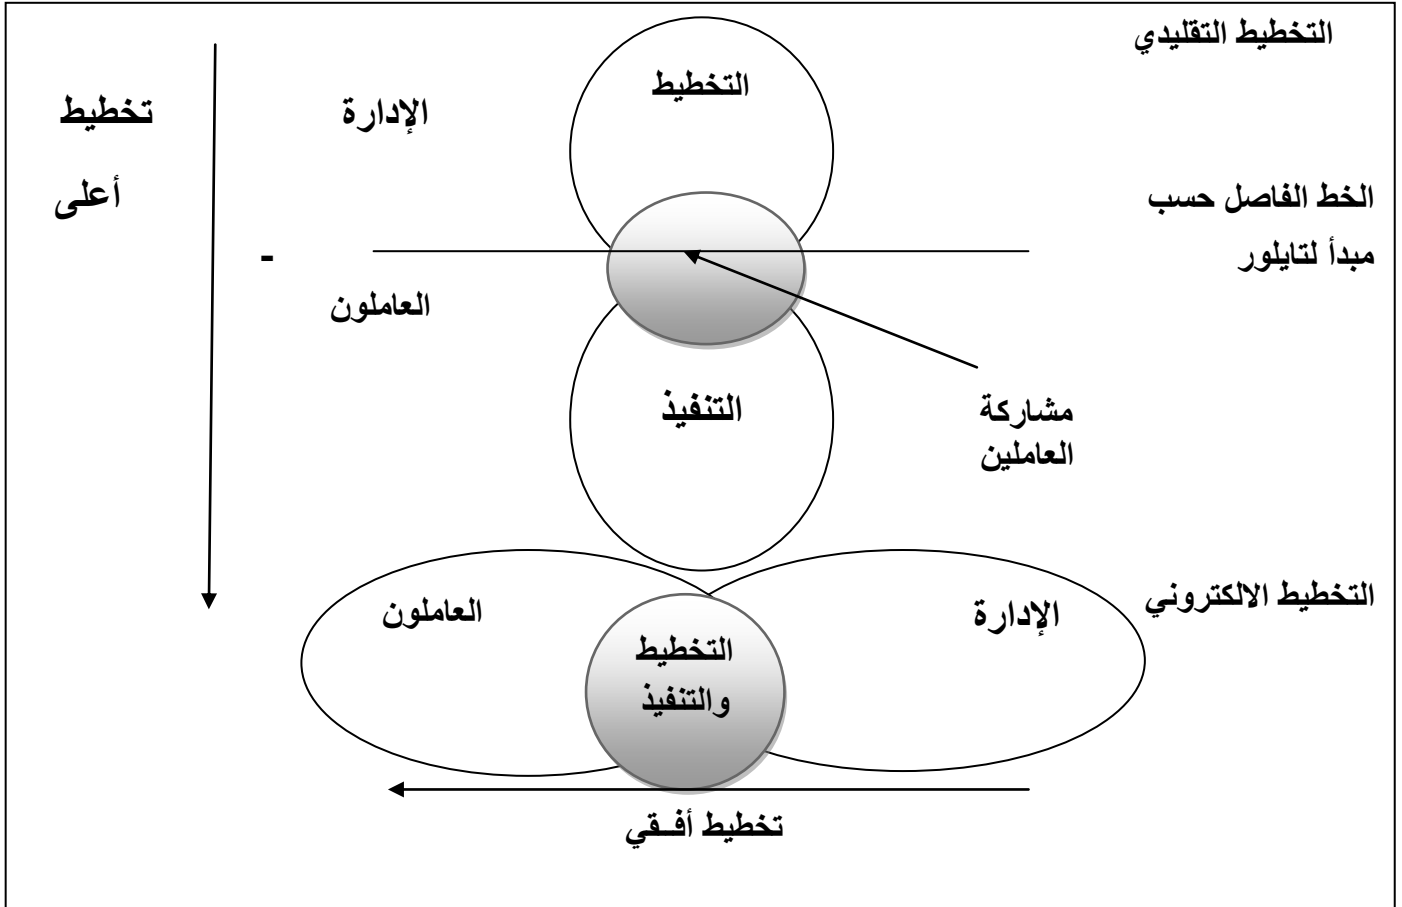 التخطيط التقليدي
التخطيط
الإدارة
تخطيط
أعلى
الخط الفاصل حسب
مبدأ لتايلور
-
العاملون
التنفيذ
مشاركة
العاملين
التخطيط الالكتروني
الإدارة
العاملون
التخطيط
والتنفيذ
تخطيط أفــقي